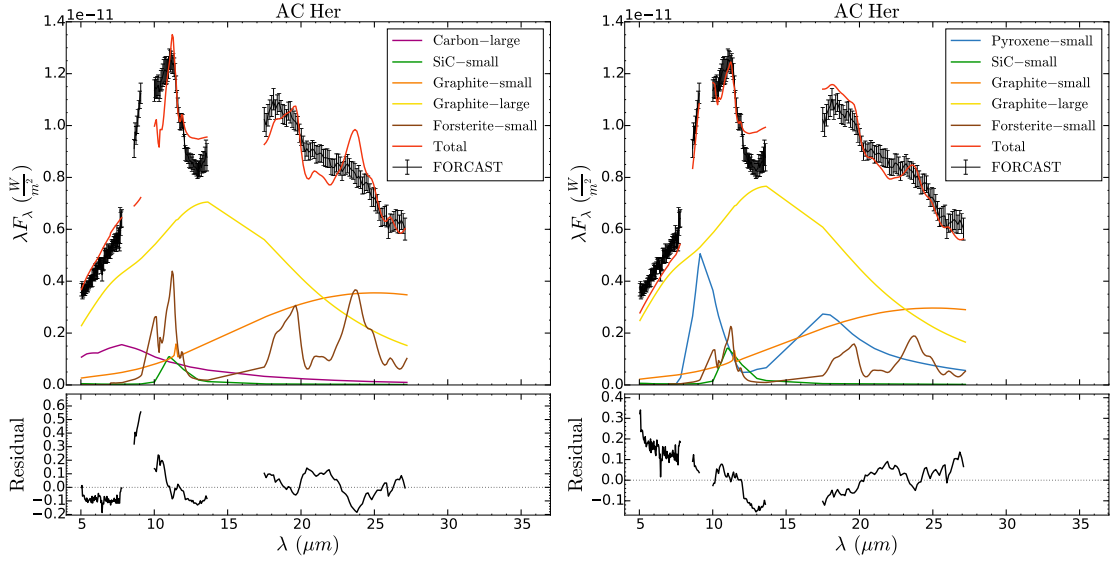 AC Her
1.4 1e−11
1.2
1.0
0.8
0.6
0.4
0.2
0.0
λFλ (W/m²)
Carbon−large
SiC−small
Graphite−small
Graphite−large
Forsterite−small
Total
FORCAST
0.6
0.5
0.4
0.3
0.2
0.1
0.0
−0.1
−0.2
Residual
5 10 15 20 25 30 35
λ (μm)
AC Her
1.4 1e−11
1.2
1.0
0.8
0.6
0.4
0.2
0.0
λFλ (W/m²)
Pyroxene−small
SiC−small
Graphite−small
Graphite−large
Forsterite−small
Total
FORCAST
0.4
0.3
0.2
0.1
0.0
−0.1
Residual
5 10 15 20 25 30 35
λ (μm)